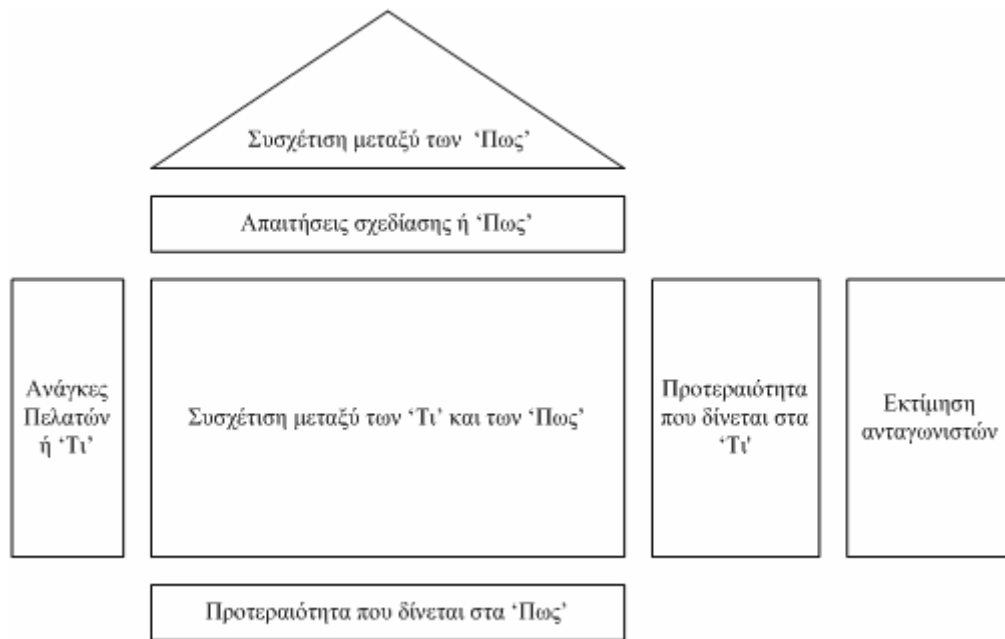 Συσχέτιση μεταξύ των ‘Πως’
Απαιτήσεις σχεδίασης ή ‘Πως’
Ανάγκες
Πελατών
ή ‘Τι’
Συσχέτιση μεταξύ των ‘Τι’ και των ‘Πως’
Προτεραιότητα
που δίνεται στα
‘Τι'
Εκτίμηση
ανταγωνιστών
Προτεραιότητα που δίνεται στα ‘Πως’